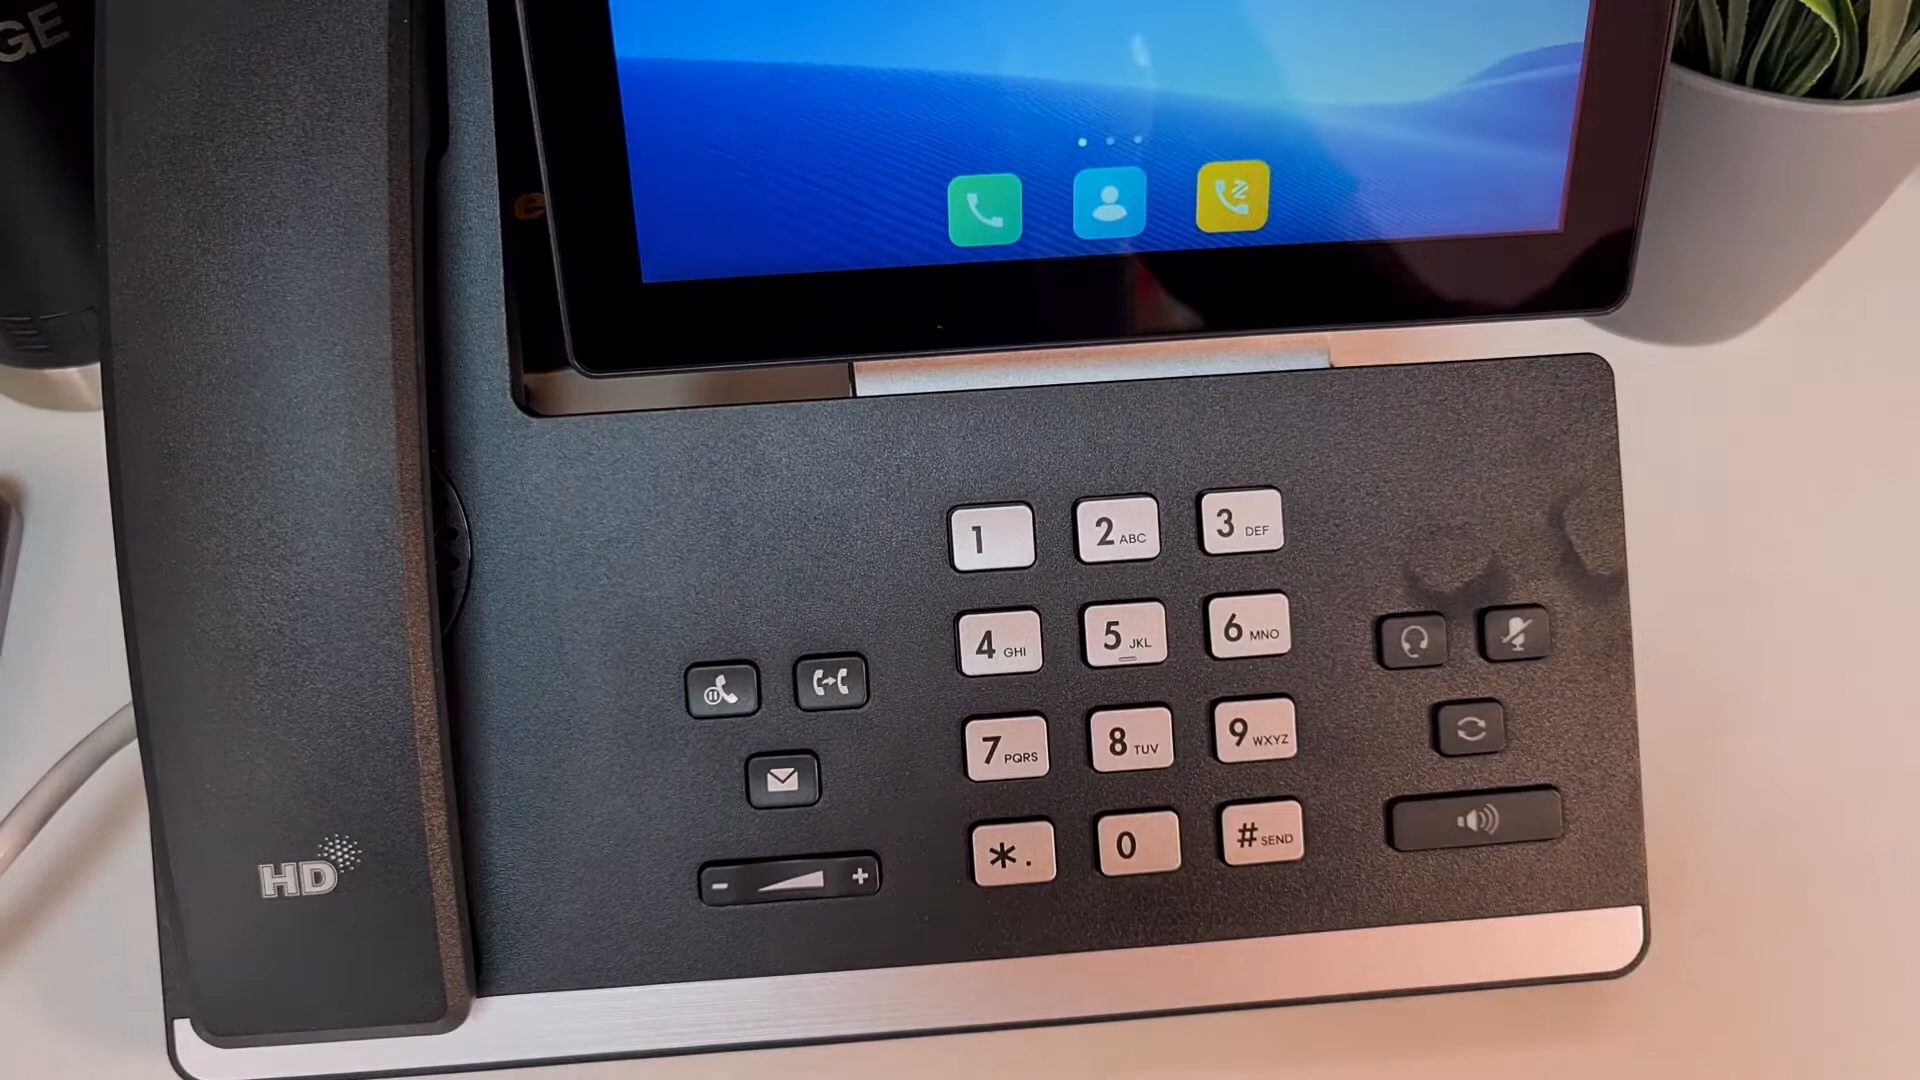 GE
e
1
2 ABC
3 DEF
4 GHI
5 JKL
6 MNO
7 PQRS
8 TUV
9 WXYZ
*.
0
# SEND
- +
HD